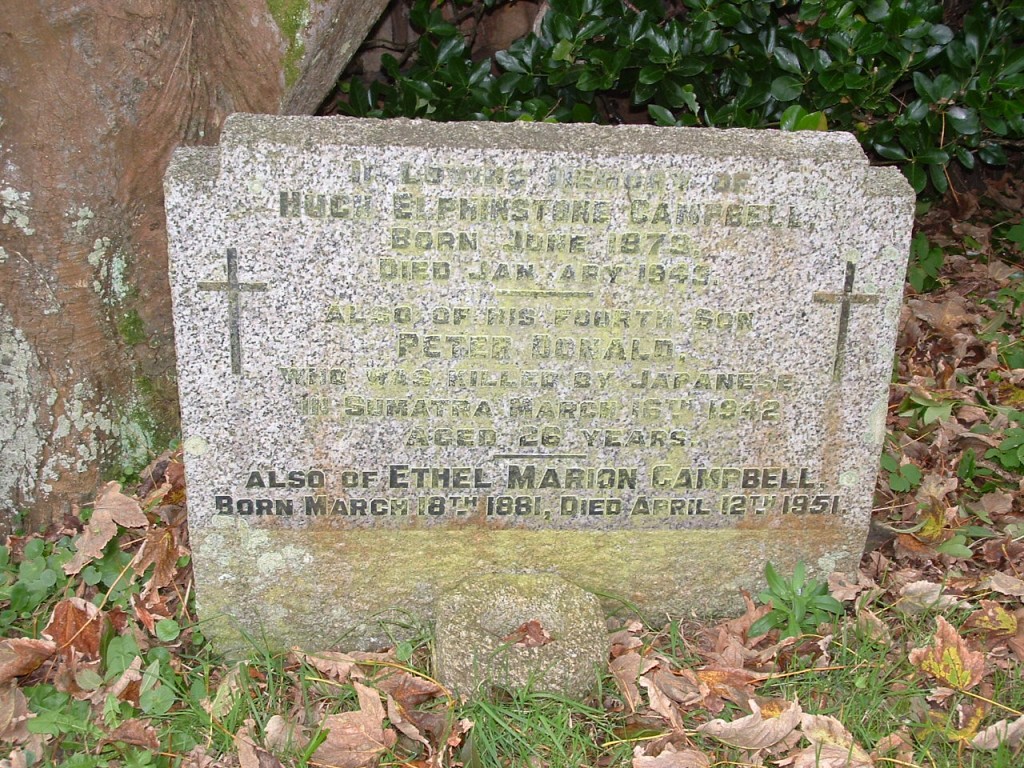 In Loving Memory of
Hugh Elphinstone Campbell,
Born June 1873.
Died January 1943.
Also of his fourth son
Peter Donald,
who was killed by Japanese
in Sumatra March 16TH 1942
aged 26 years.
also of Ethel Marion Campbell,
Born March 18TH 1881, Died April 12TH 1951.